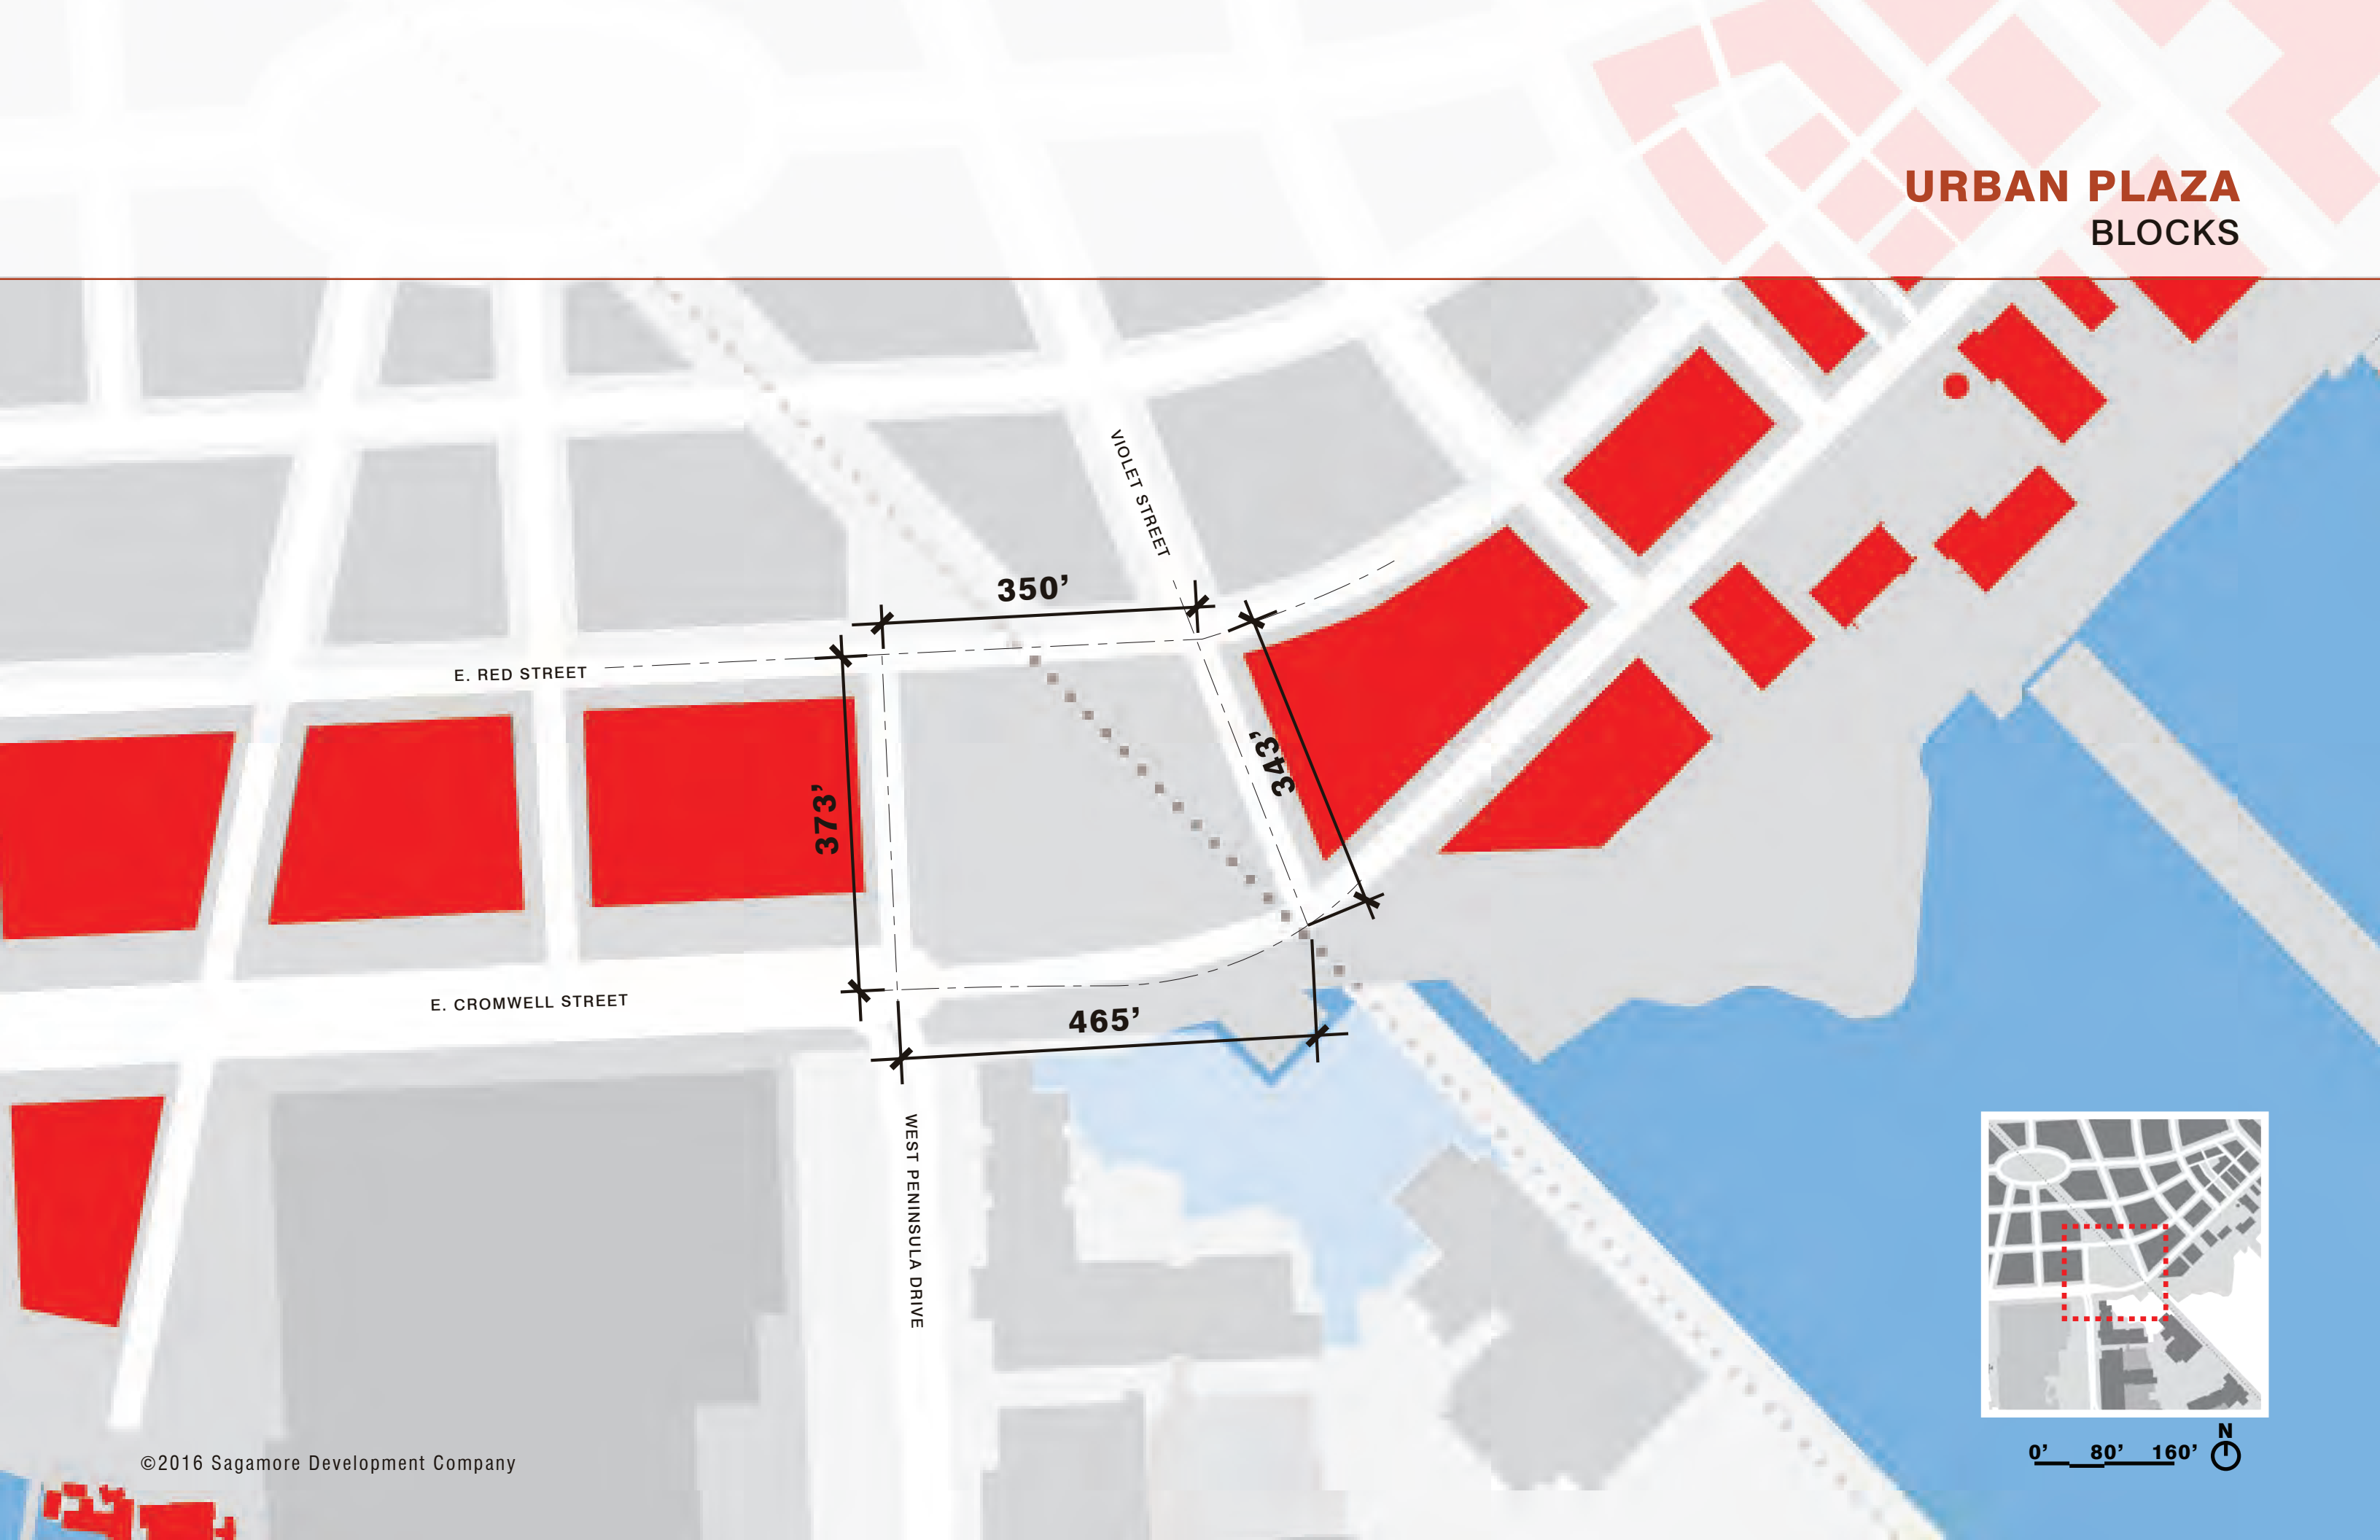 URBAN PLAZA
BLOCKS
VIOLET STREET
350’
E. RED STREET
343’
373’
E. CROMWELL STREET
465’
WEST PENINSULA DRIVE
N
0’ 80’ 160’
©2016 Sagamore Development Company